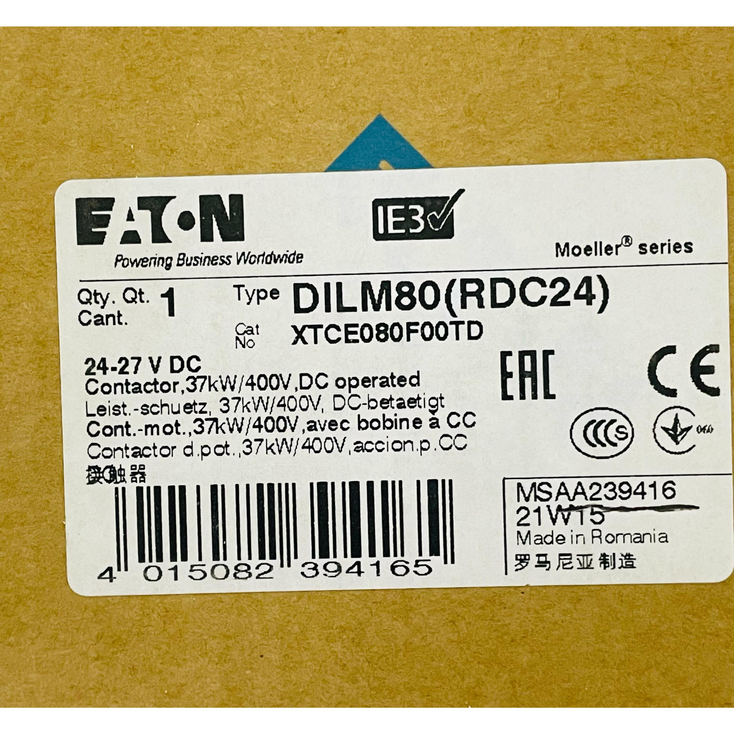 EATON
Powering Business Worldwide
IE3
Moeller® series
Qty. Qt. 1
Cant.
Type DILM80(RDC24)
Cat No XTCE080F00TD
24-27 V DC
Contactor,37kW/400V,DC operated
Leist.-schuetz, 37kW/400V, DC-betaetigt
Cont.-mot.,37kW/400V,avec bobine à CC
Contactor d.pot.,37kW/400V,accion.p.CC
触器
EAC
CE
CCC S
MSAA239416
21W15
Made in Romania
罗马尼亚制造
4 015082 394165